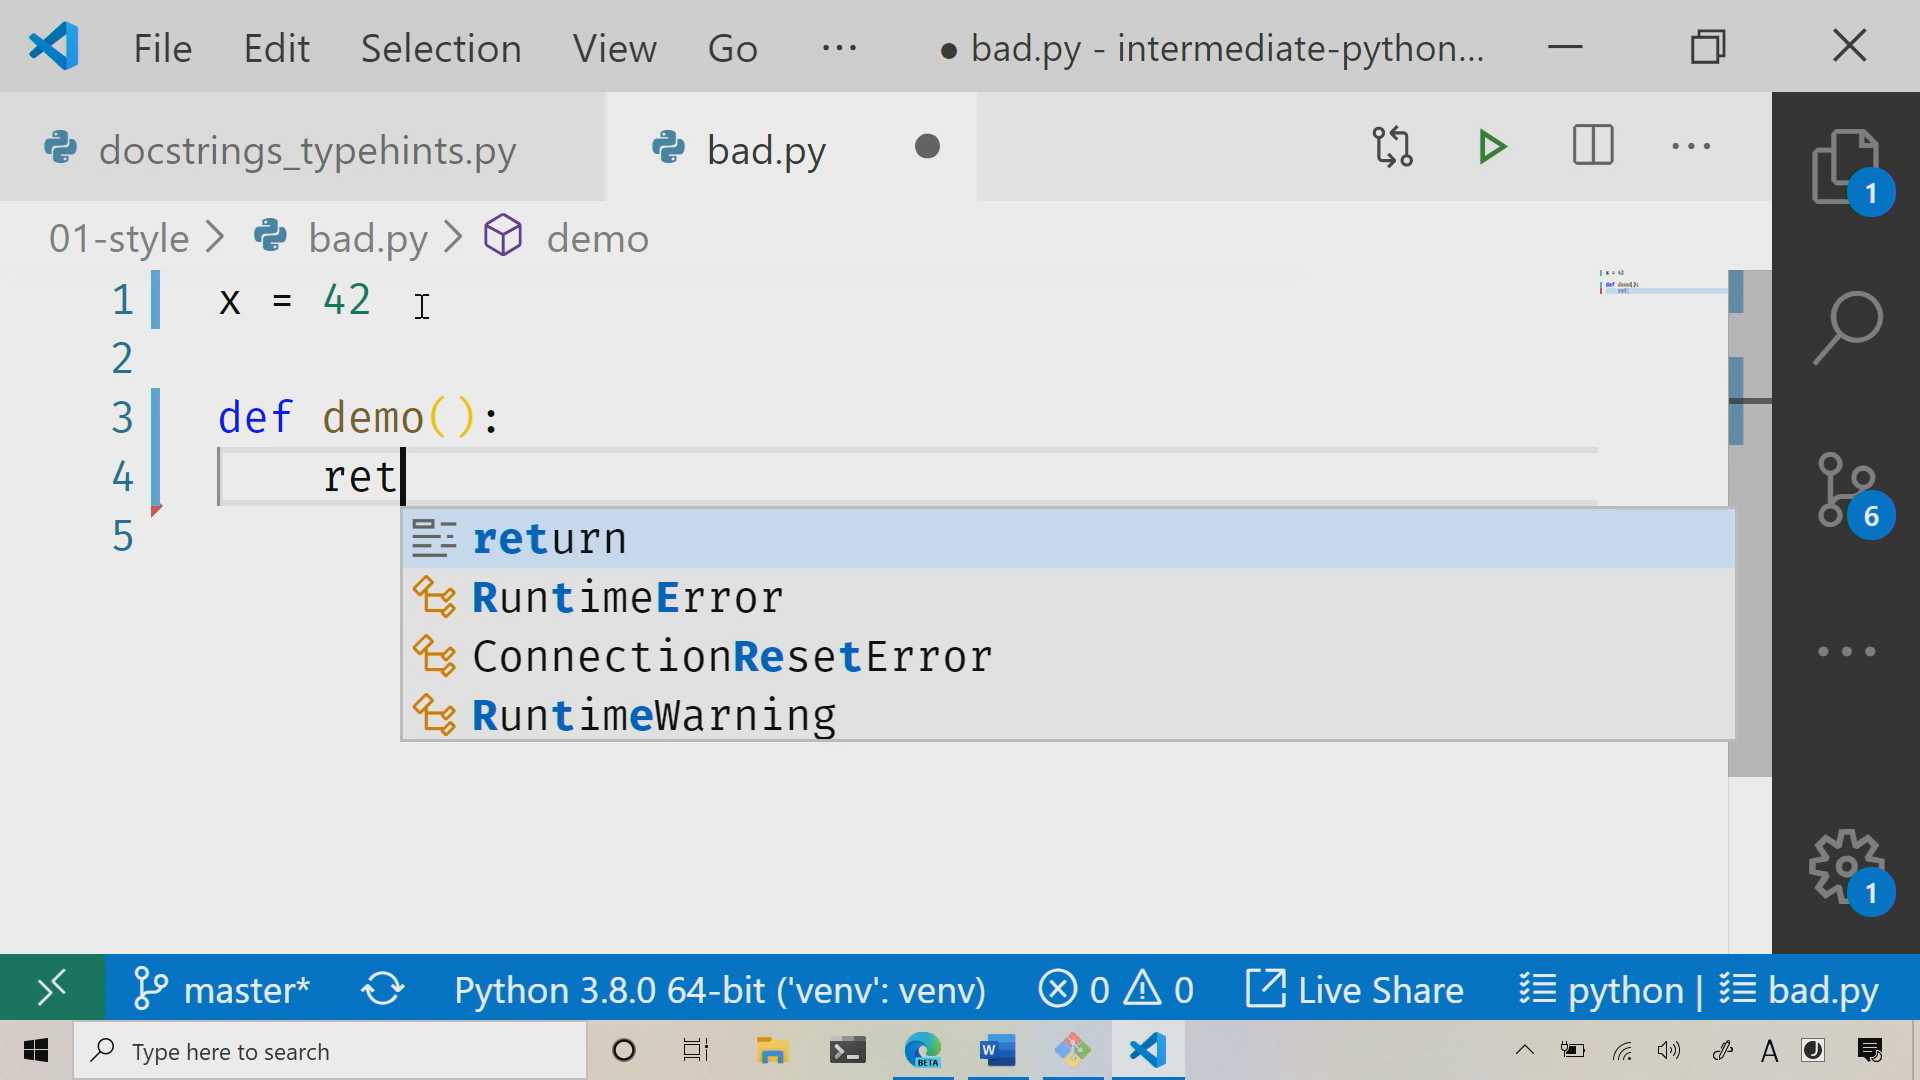 File Edit Selection View Go ··· ● bad.py - intermediate-python...
docstrings_typehints.py bad.py
01-style > bad.py > demo
1 x = 42
2
3 def demo():
4 ret
5
return
RuntimeError
ConnectionResetError
RuntimeWarning
1
6
1
master* Python 3.8.0 64-bit ('venv': venv) 0 0 Live Share python | bad.py
Type here to search
BETA
W
A